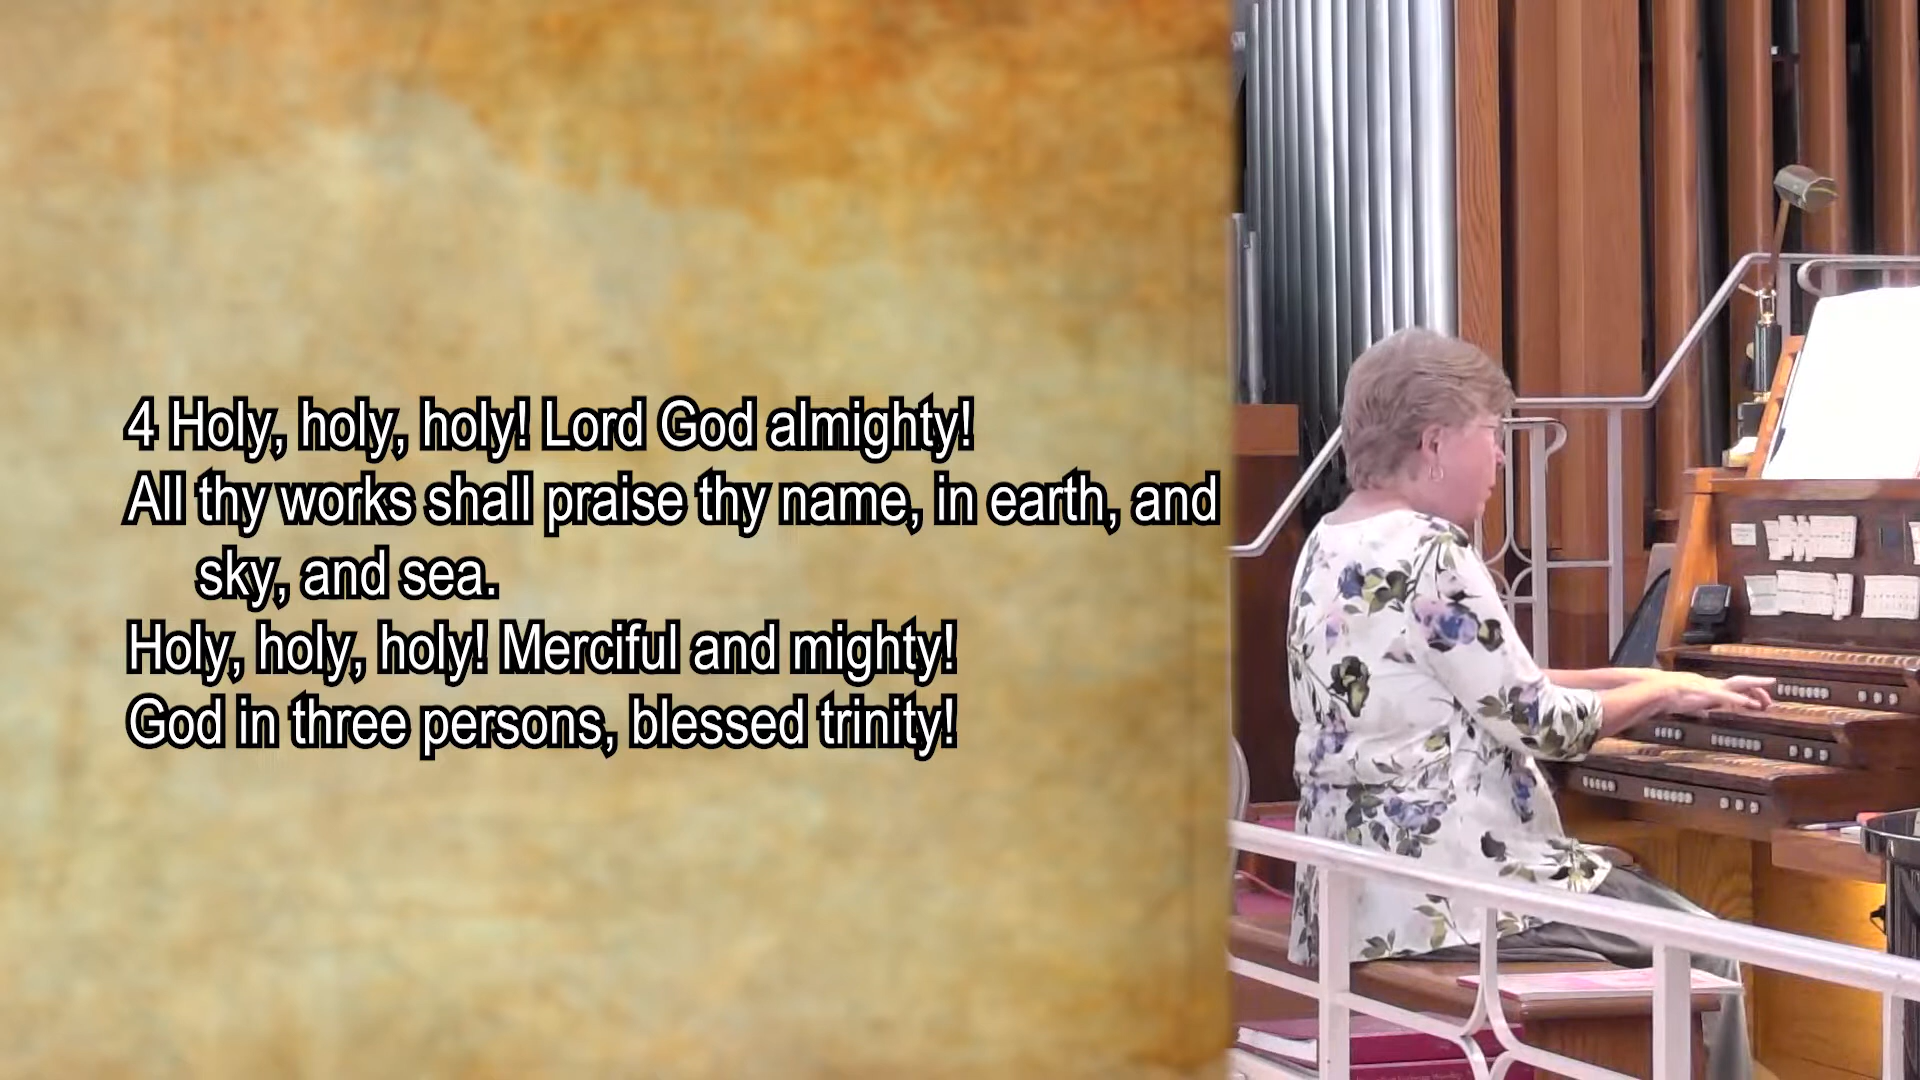 4 Holy, holy, holy! Lord God almighty!
All thy works shall praise thy name, in earth, and
sky, and sea.
Holy, holy, holy! Merciful and mighty!
God in three persons, blessed trinity!